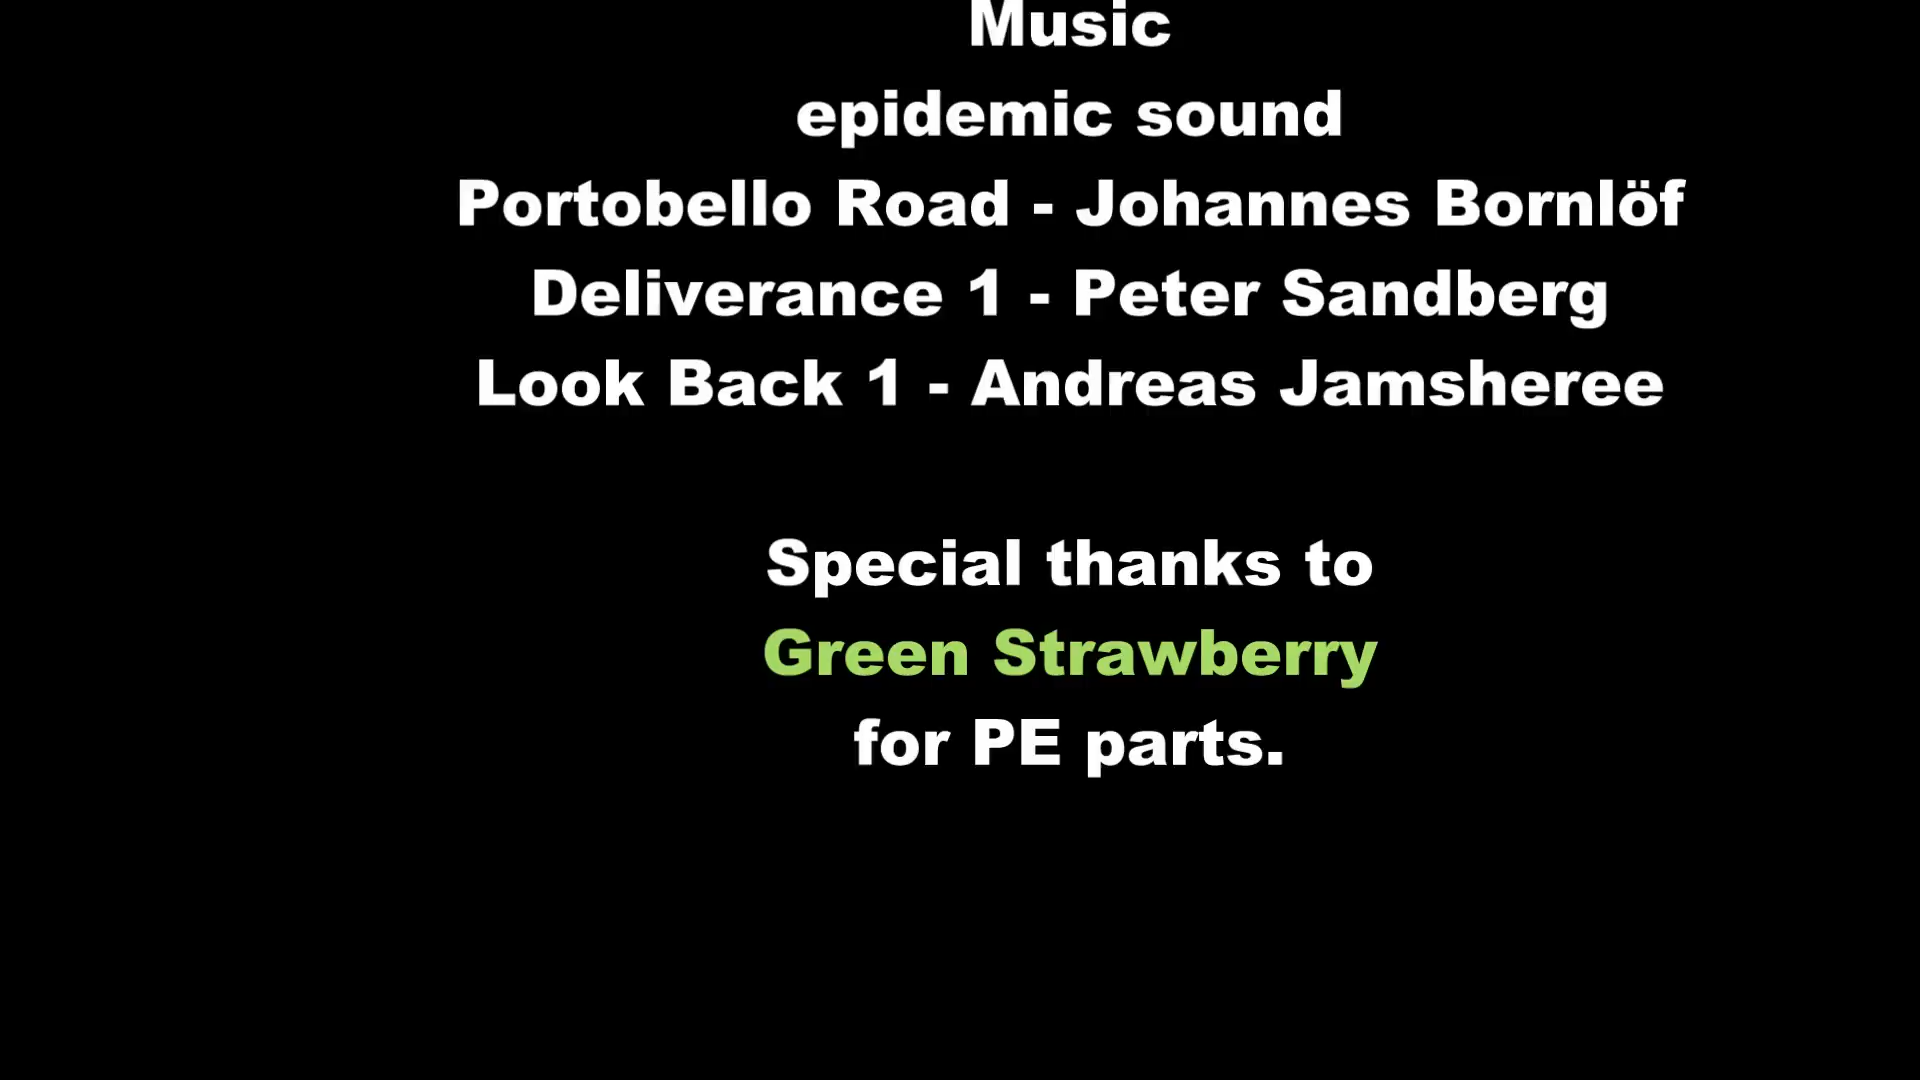 Music
epidemic sound
Portobello Road - Johannes Bornlöf
Deliverance 1 - Peter Sandberg
Look Back 1 - Andreas Jamsheree
Special thanks to
Green Strawberry
for PE parts.